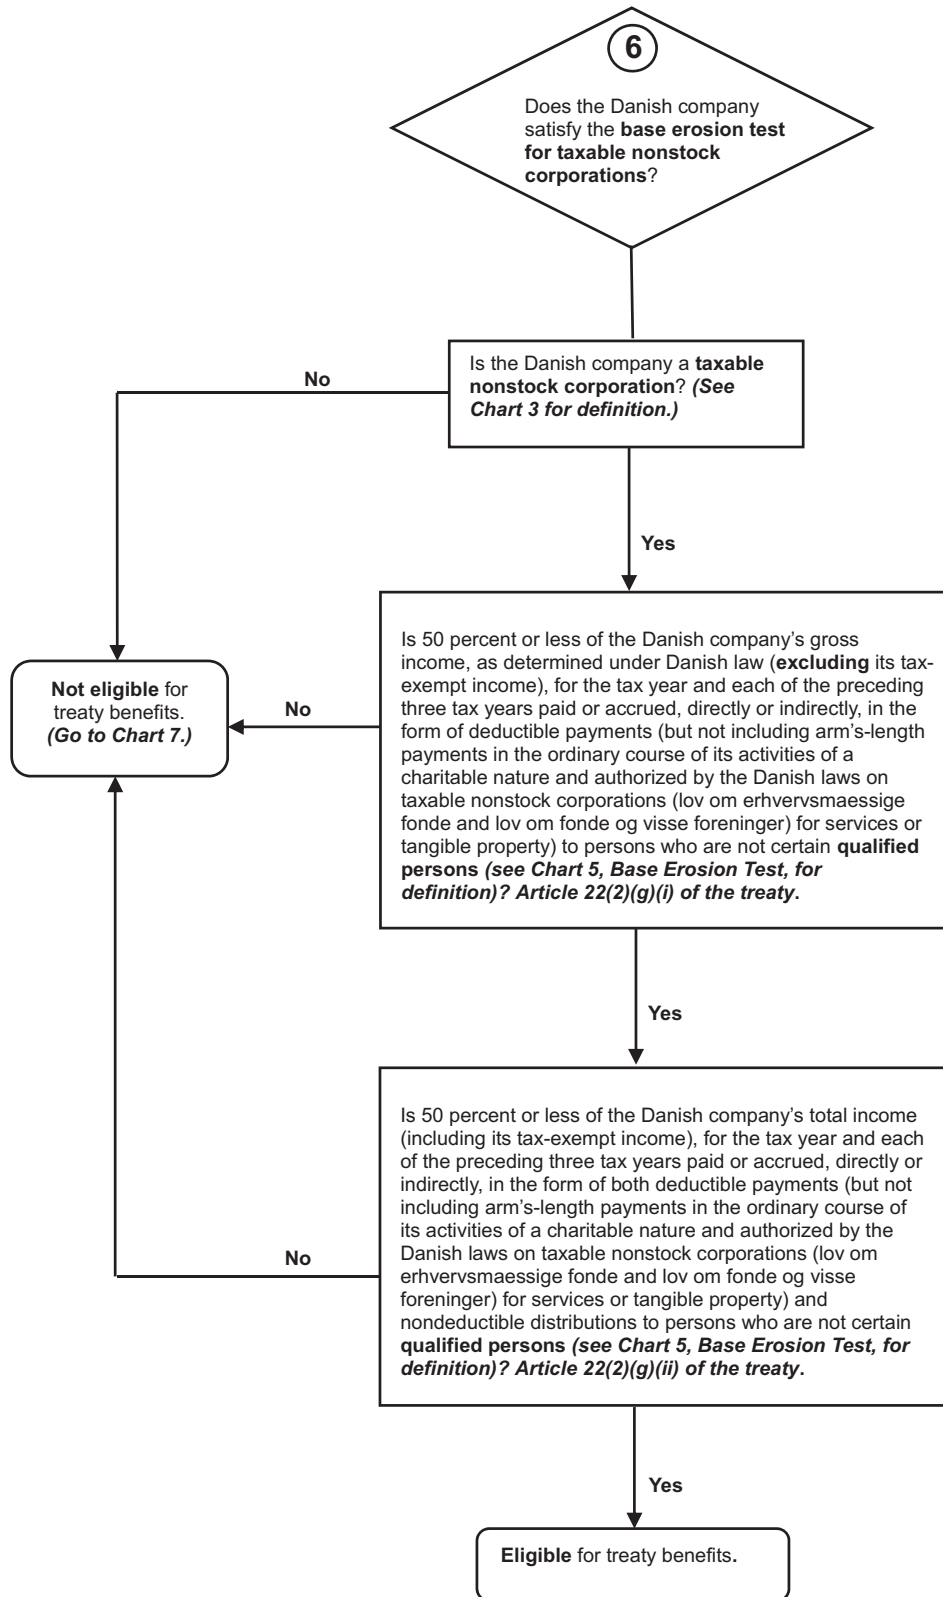 6
Does the Danish company
satisfy the base erosion test
for taxable nonstock
corporations?
Is the Danish company a taxable
nonstock corporation? (See
Chart 3 for definition.)
No
Yes
Is 50 percent or less of the Danish company's gross
income, as determined under Danish law (excluding its tax-
exempt income), for the tax year and each of the preceding
three tax years paid or accrued, directly or indirectly, in the
form of deductible payments (but not including arm's-length
payments in the ordinary course of its activities of a
charitable nature and authorized by the Danish laws on
taxable nonstock corporations (lov om erhvervsmaessige
fonde and lov om fonde og visse foreninger) for services or
tangible property) to persons who are not certain qualified
persons (see Chart 5, Base Erosion Test, for
definition)? Article 22(2)(g)(i) of the treaty.
No
Not eligible for
treaty benefits.
(Go to Chart 7.)
Yes
Is 50 percent or less of the Danish company's total income
(including its tax-exempt income), for the tax year and each
of the preceding three tax years paid or accrued, directly or
indirectly, in the form of both deductible payments (but not
including arm's-length payments in the ordinary course of
its activities of a charitable nature and authorized by the
Danish laws on taxable nonstock corporations (lov om
erhvervsmaessige fonde and lov om fonde og visse
foreninger) for services or tangible property) and
nondeductible distributions to persons who are not certain
qualified persons (see Chart 5, Base Erosion Test, for
definition)? Article 22(2)(g)(ii) of the treaty.
No
Yes
Eligible for treaty benefits.